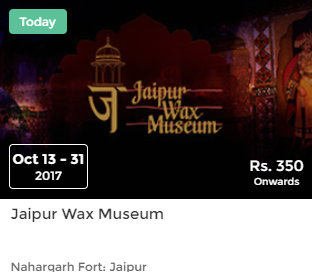 Today
ज
Jaipur
Wax
Museum
Oct 13 - 31
2017
Rs. 350
Onwards
Jaipur Wax Museum
Nahargarh Fort: Jaipur